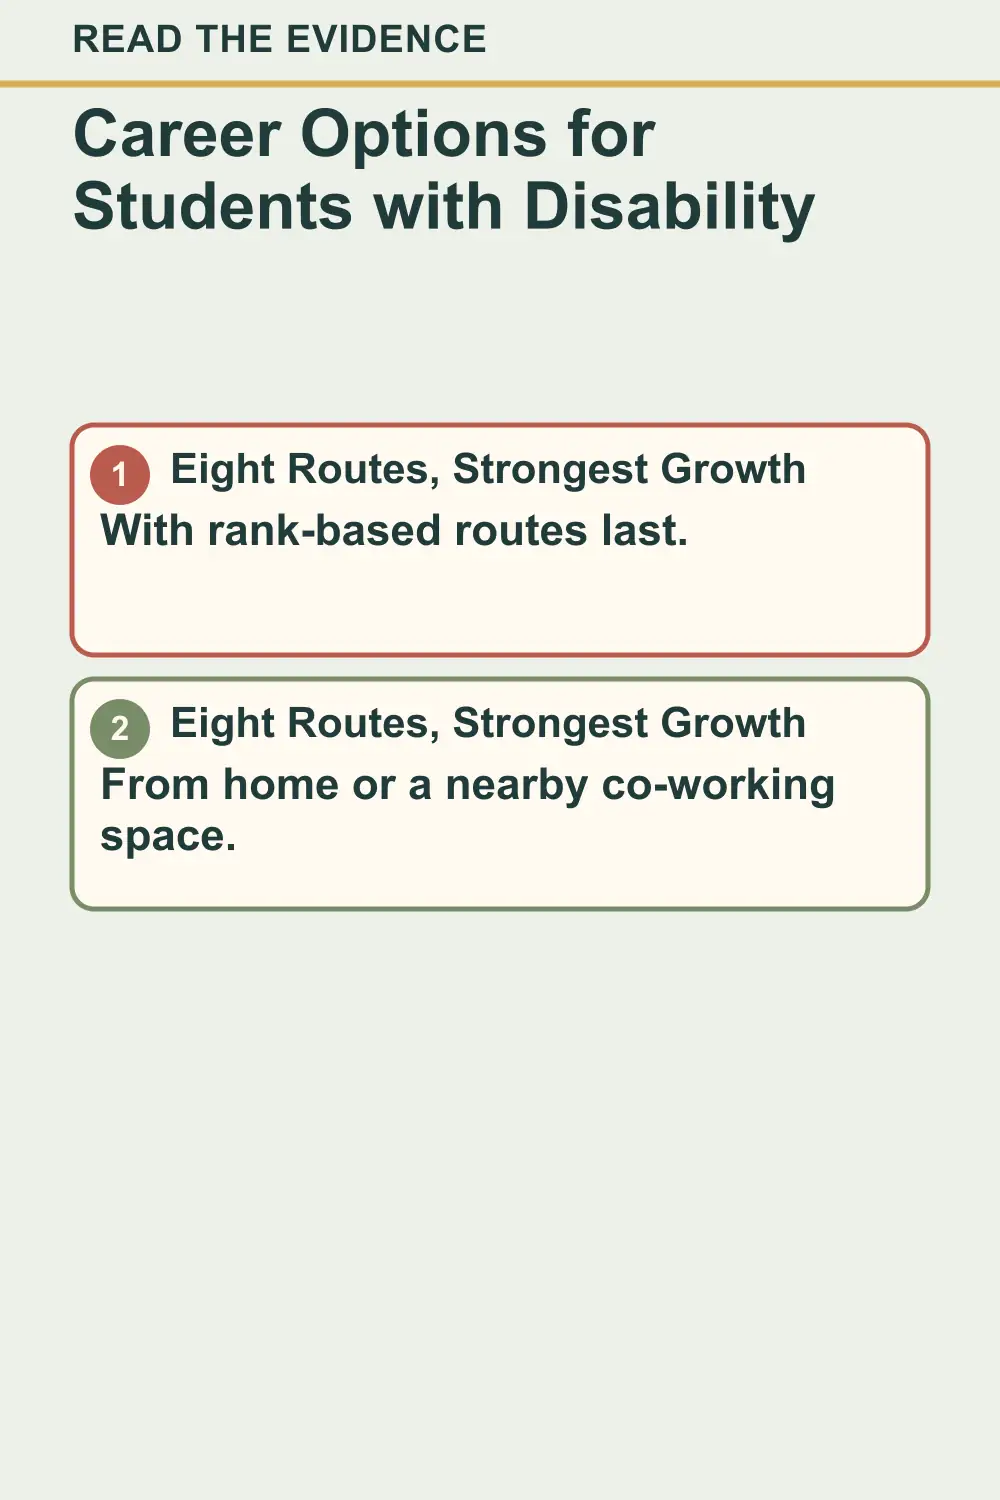 READ THE EVIDENCE
Career Options for
Students with Disability
1 Eight Routes, Strongest Growth
With rank-based routes last.
2 Eight Routes, Strongest Growth
From home or a nearby co-working
space.